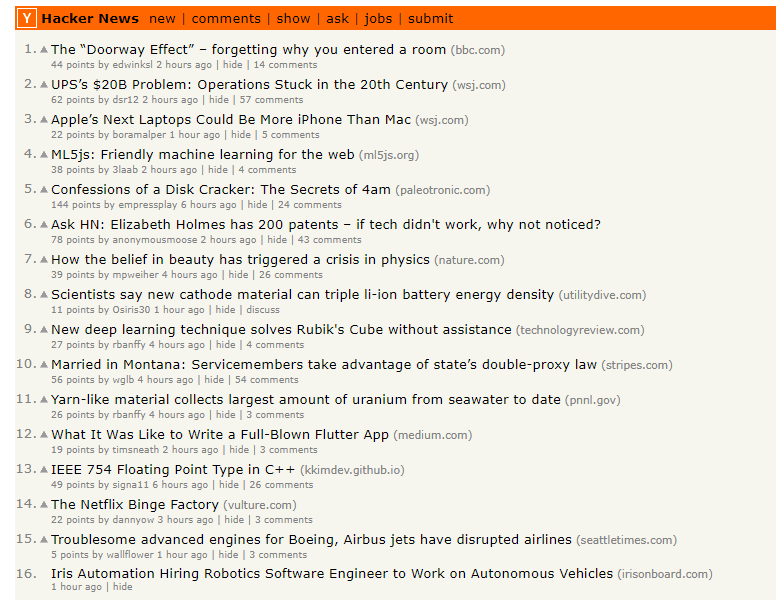 Y Hacker News new | comments | show | ask | jobs | submit
1. The “Doorway Effect” – forgetting why you entered a room (bbc.com)
44 points by edwinksl 2 hours ago | hide | 14 comments
2. UPS’s $20B Problem: Operations Stuck in the 20th Century (wsj.com)
62 points by dsr12 2 hours ago | hide | 57 comments
3. Apple’s Next Laptops Could Be More iPhone Than Mac (wsj.com)
22 points by boramalper 1 hour ago | hide | 5 comments
4. ML5js: Friendly machine learning for the web (ml5js.org)
38 points by 3laab 2 hours ago | hide | 4 comments
5. Confessions of a Disk Cracker: The Secrets of 4am (paleotronic.com)
144 points by empressplay 6 hours ago | hide | 24 comments
6. Ask HN: Elizabeth Holmes has 200 patents – if tech didn't work, why not noticed?
78 points by anonymousmoose 2 hours ago | hide | 43 comments
7. How the belief in beauty has triggered a crisis in physics (nature.com)
39 points by mpweiher 4 hours ago | hide | 26 comments
8. Scientists say new cathode material can triple li-ion battery energy density (utilitydive.com)
11 points by Osiris30 1 hour ago | hide | discuss
9. New deep learning technique solves Rubik's Cube without assistance (technologyreview.com)
27 points by rbanffy 4 hours ago | hide | 4 comments
10. Married in Montana: Servicemembers take advantage of state’s double-proxy law (stripes.com)
56 points by wglb 4 hours ago | hide | 54 comments
11. Yarn-like material collects largest amount of uranium from seawater to date (pnnl.gov)
26 points by rbanffy 4 hours ago | hide | 3 comments
12. What It Was Like to Write a Full-Blown Flutter App (medium.com)
19 points by timsneath 2 hours ago | hide | 3 comments
13. IEEE 754 Floating Point Type in C++ (kkimdev.github.io)
49 points by signa11 6 hours ago | hide | 26 comments
14. The Netflix Binge Factory (vulture.com)
22 points by dannyow 3 hours ago | hide | 3 comments
15. Troublesome advanced engines for Boeing, Airbus jets have disrupted airlines (seattletimes.com)
5 points by wallflower 1 hour ago | hide | 3 comments
16. Iris Automation Hiring Robotics Software Engineer to Work on Autonomous Vehicles (irisonboard.com)
1 hour ago | hide